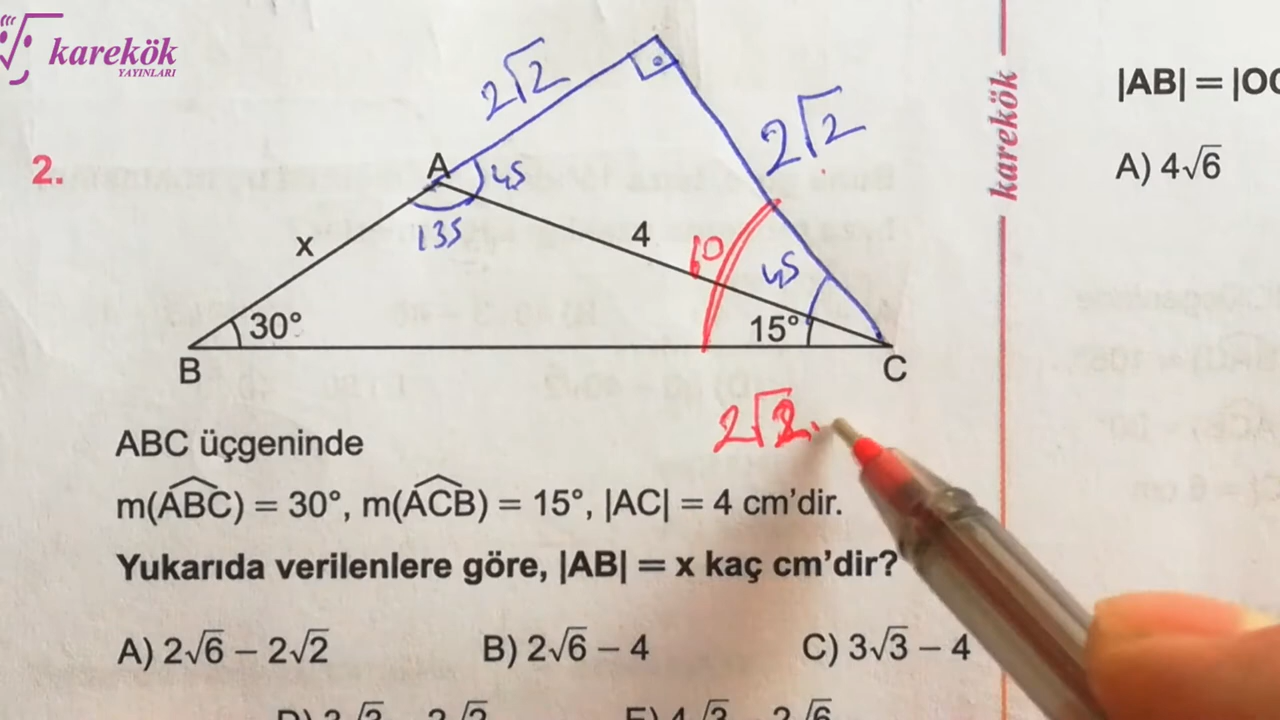 karekök
YAYINLARI
2.
2√2
2√2
A
45
135
x
4
60
45
30°
15°
B
C
2√2.
ABC üçgeninde
m(ABC) = 30°, m(ACB) = 15°, |AC| = 4 cm'dir.
Yukarıda verilenlere göre, |AB| = x kaç cm'dir?
A) 2√6 – 2√2
B) 2√6 – 4
C) 3√3 – 4
karekök
|AB| = |OC
A) 4√6